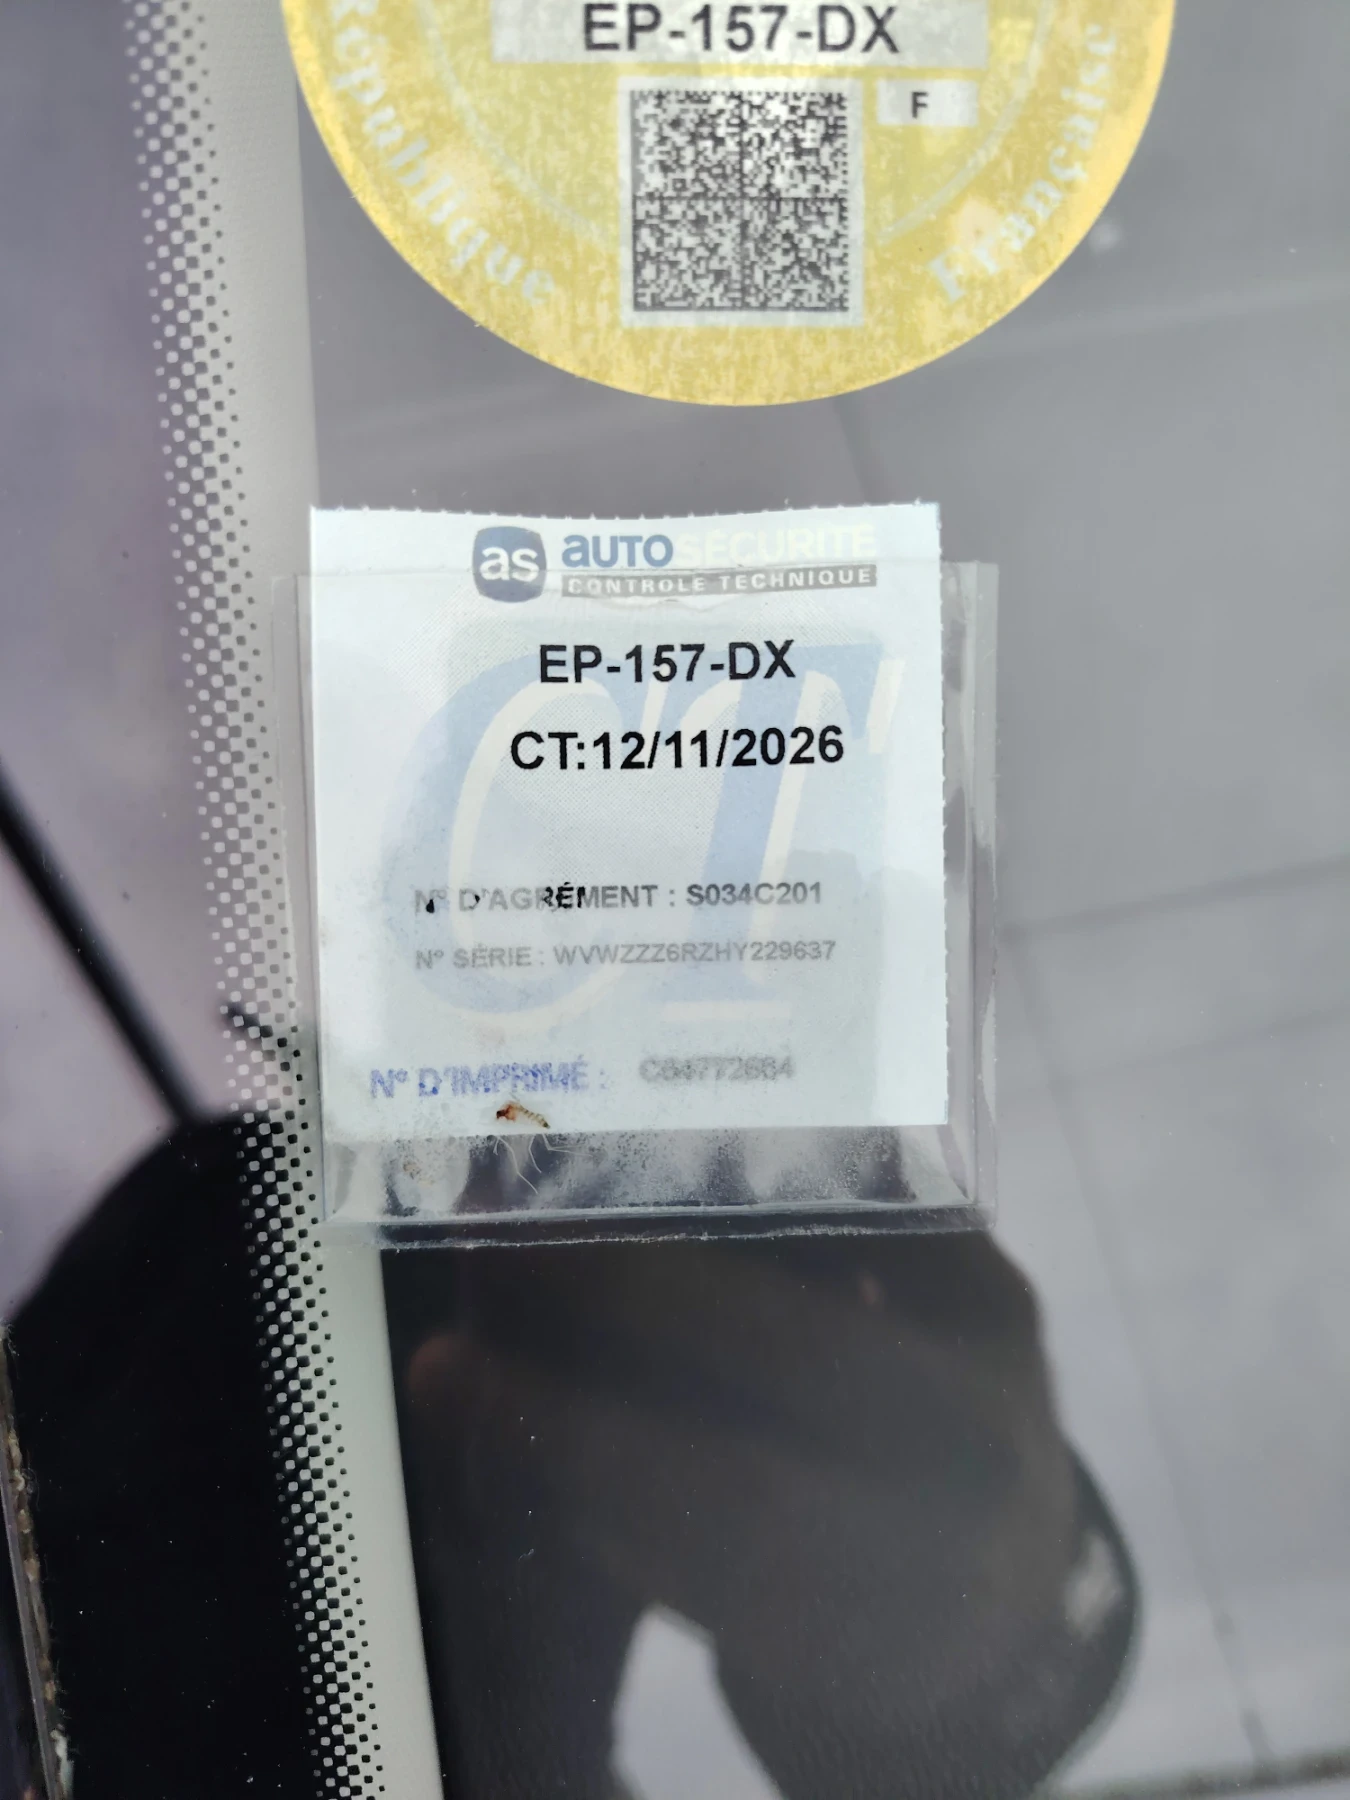 EP-157-DX
F
République Française
as AUTO SÉCURITÉ
CONTROLE TECHNIQUE
EP-157-DX
CT:12/11/2026
CT
N° D'AGRÉMENT : S034C201
N° SÉRIE : WVWZZZ6RZHY229637
N° D'IMPRIMÉ :